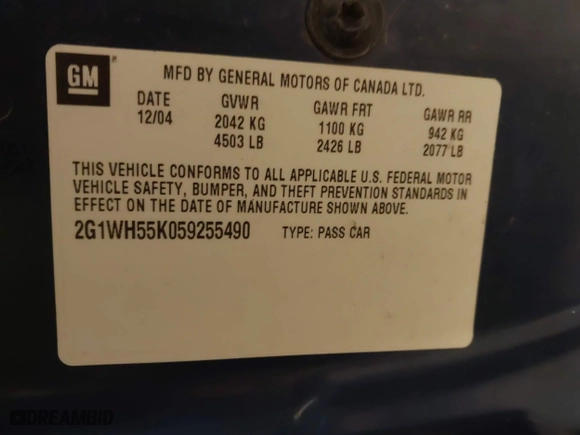 GM
MFD BY GENERAL MOTORS OF CANADA LTD.
DATE GVWR GAWR FRT GAWR RR
12/04 2042 KG 1100 KG 942 KG
4503 LB 2426 LB 2077 LB
THIS VEHICLE CONFORMS TO ALL APPLICABLE U.S. FEDERAL MOTOR
VEHICLE SAFETY, BUMPER, AND THEFT PREVENTION STANDARDS IN
EFFECT ON THE DATE OF MANUFACTURE SHOWN ABOVE.
2G1WH55K059255490 TYPE: PASS CAR
DREAMBID